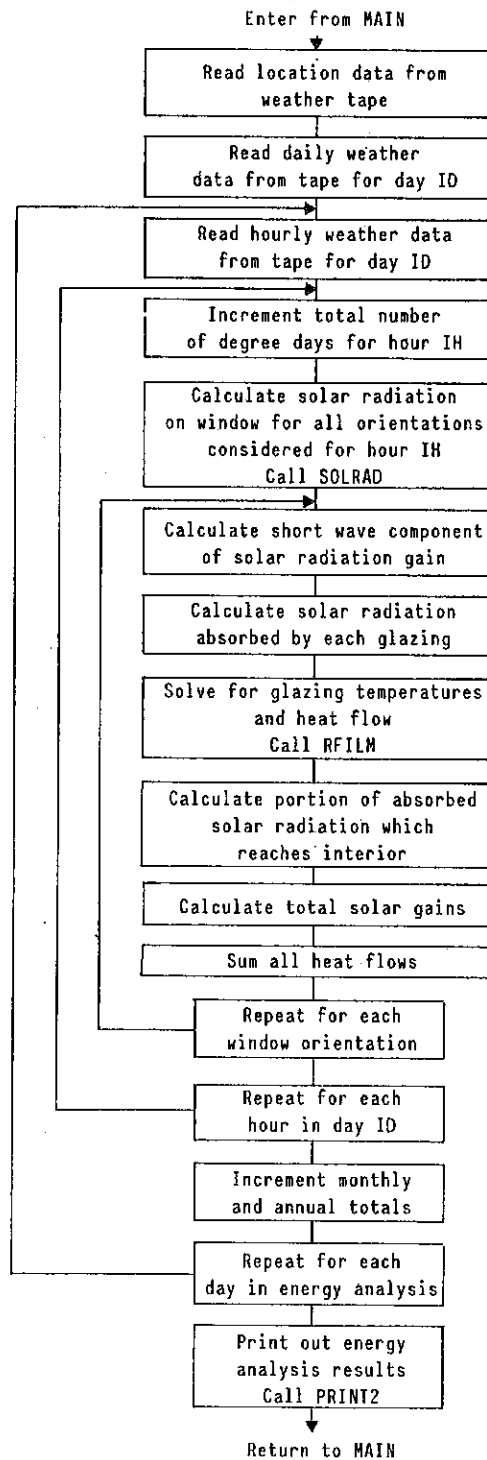 Enter from MAIN
Read location data from
weather tape
Read daily weather
data from tape for day ID
Read hourly weather data
from tape for day ID
Increment total number
of degree days for hour IH
Calculate solar radiation
on window for all orientations
considered for hour IH
Call SOLRAD
Calculate short wave component
of solar radiation gain
Calculate solar radiation
absorbed by each glazing
Solve for glazing temperatures
and heat flow
Call RFILM
Calculate portion of absorbed
solar radiation which
reaches interior
Calculate total solar gains
Sum all heat flows
Repeat for each
window orientation
Repeat for each
hour in day ID
Increment monthly
and annual totals
Repeat for each
day in energy analysis
Print out energy
analysis results
Call PRINT2
Return to MAIN